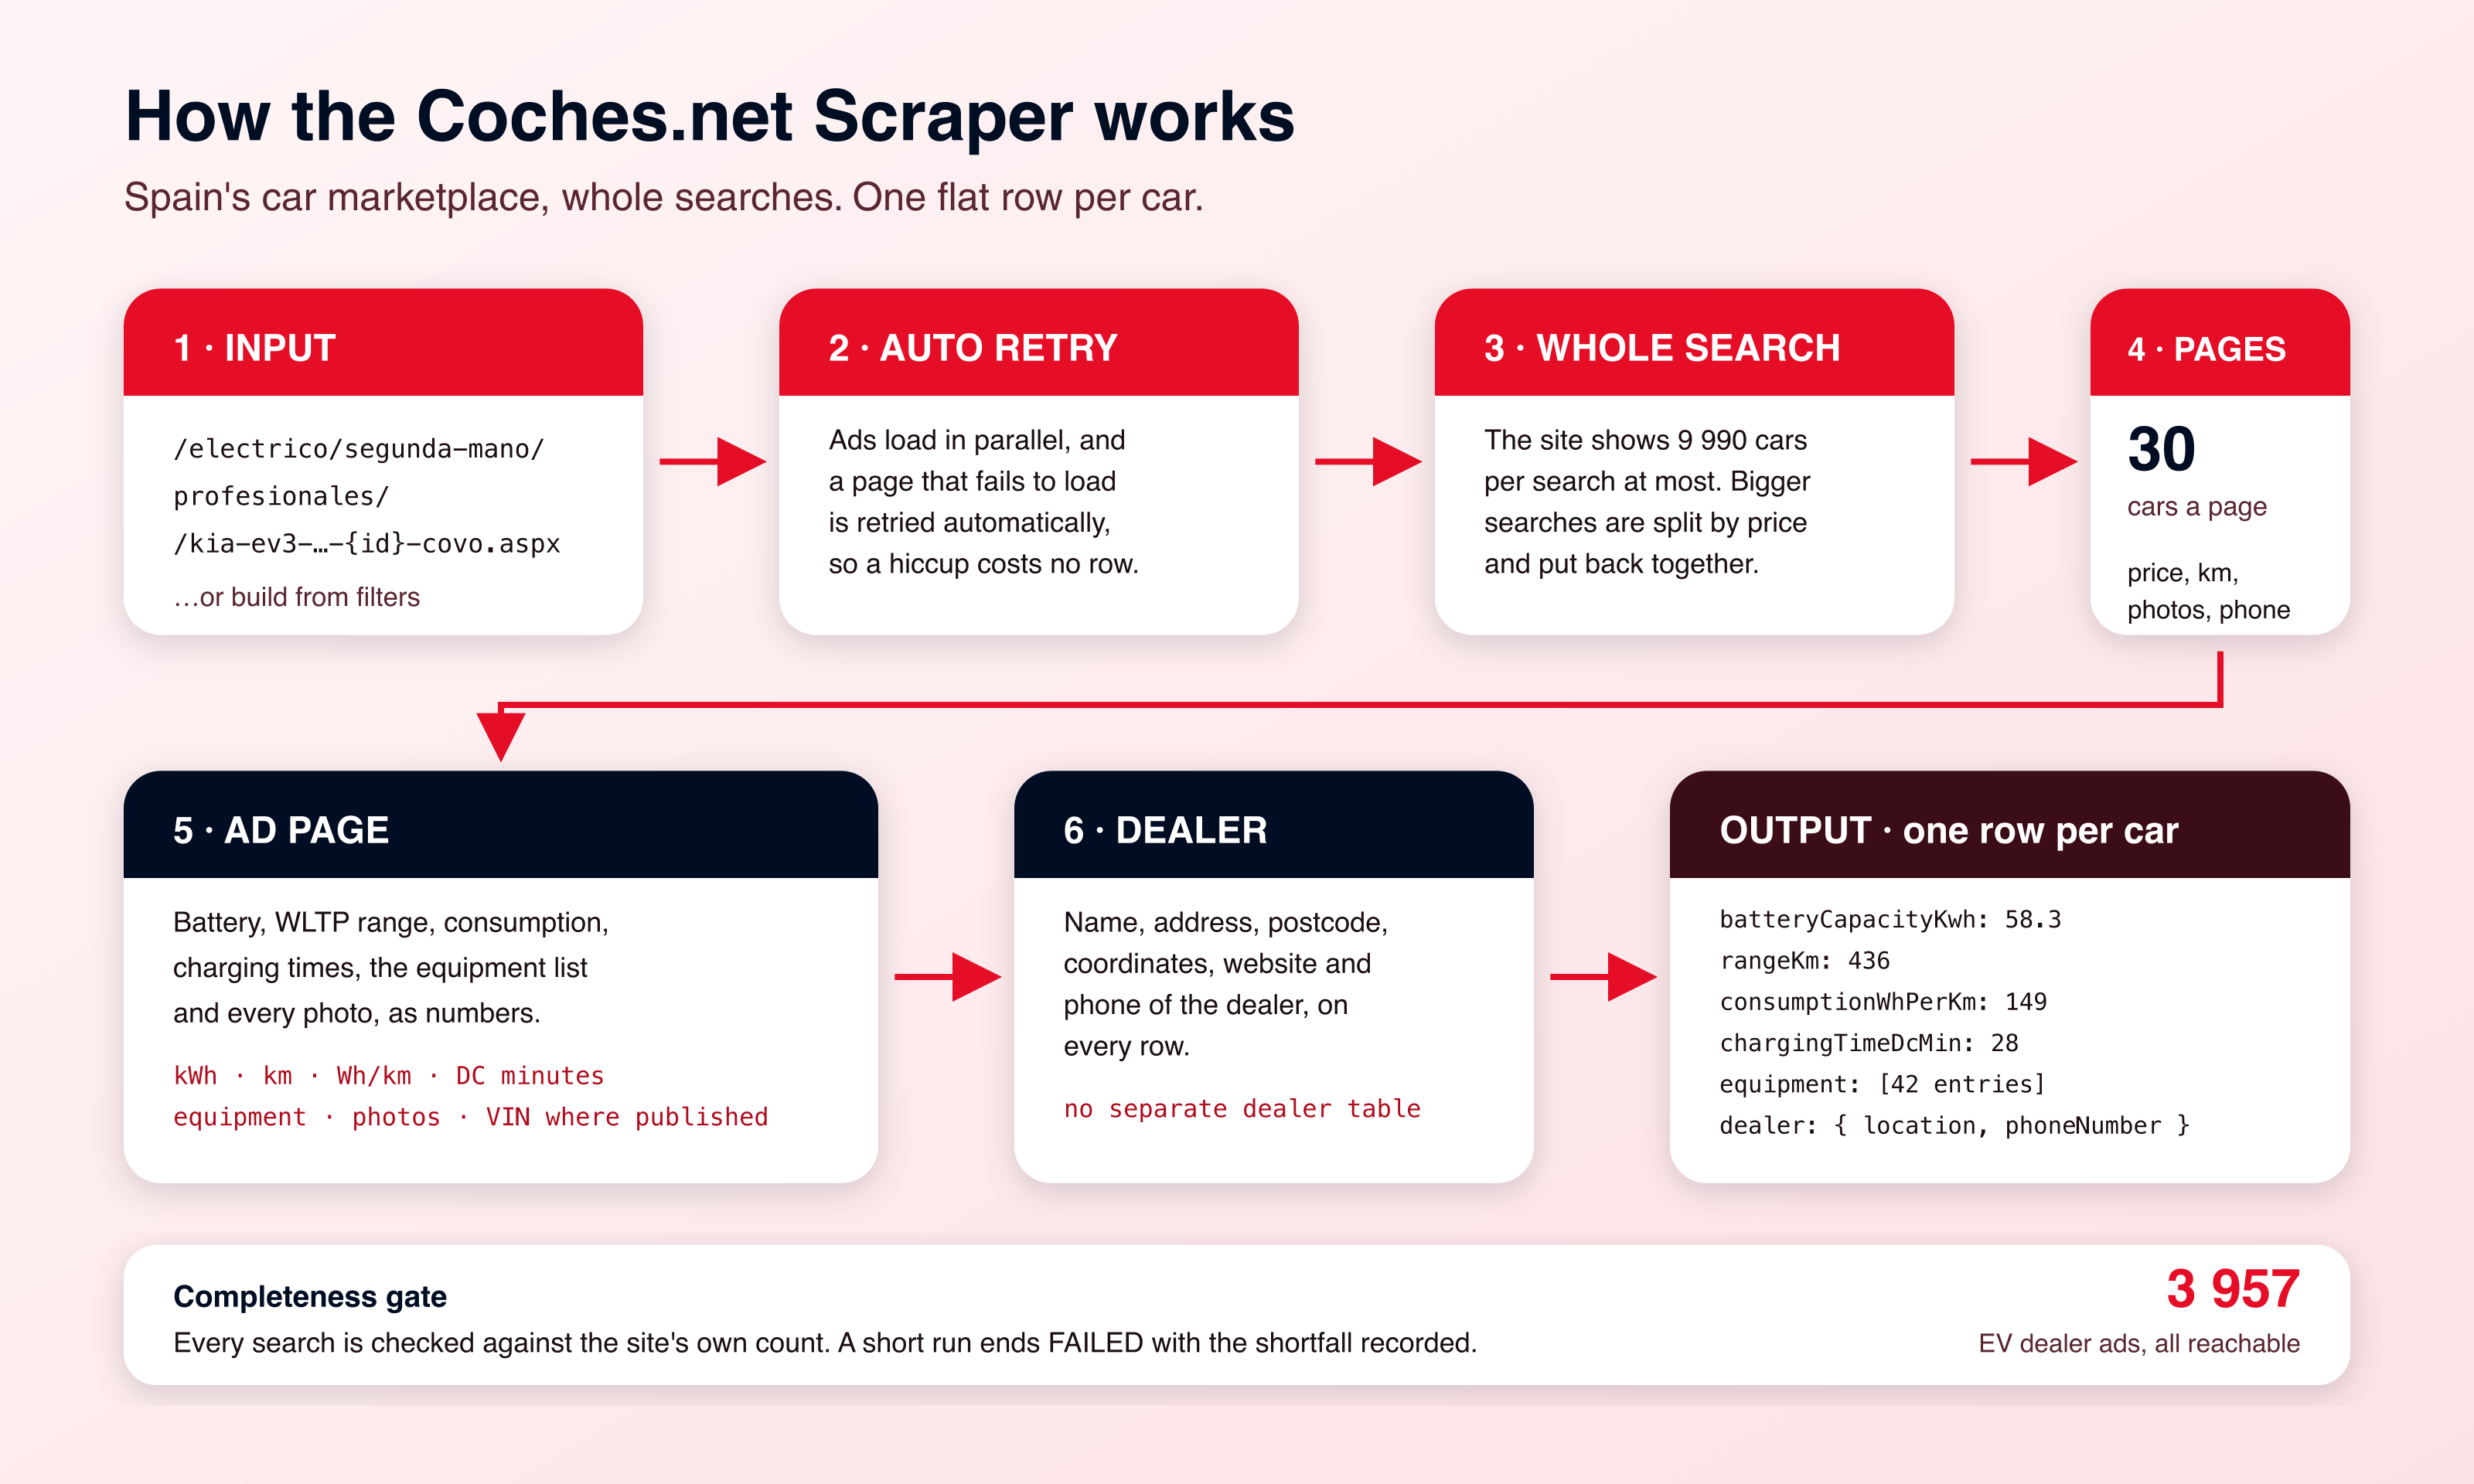 How the Coches.net Scraper works
Spain's car marketplace, whole searches. One flat row per car.
1 · INPUT
/electrico/segunda-mano/
profesionales/
/kia-ev3-…-{id}-covo.aspx
…or build from filters
2 · AUTO RETRY
Ads load in parallel, and
a page that fails to load
is retried automatically,
so a hiccup costs no row.
3 · WHOLE SEARCH
The site shows 9 990 cars
per search at most. Bigger
searches are split by price
and put back together.
4 · PAGES
30
cars a page
price, km,
photos, phone
5 · AD PAGE
Battery, WLTP range, consumption,
charging times, the equipment list
and every photo, as numbers.
kWh · km · Wh/km · DC minutes
equipment · photos · VIN where published
6 · DEALER
Name, address, postcode,
coordinates, website and
phone of the dealer, on
every row.
no separate dealer table
OUTPUT · one row per car
batteryCapacityKwh: 58.3
rangeKm: 436
consumptionWhPerKm: 149
chargingTimeDcMin: 28
equipment: [42 entries]
dealer: { location, phoneNumber }
Completeness gate
Every search is checked against the site's own count. A short run ends FAILED with the shortfall recorded.
3 957
EV dealer ads, all reachable